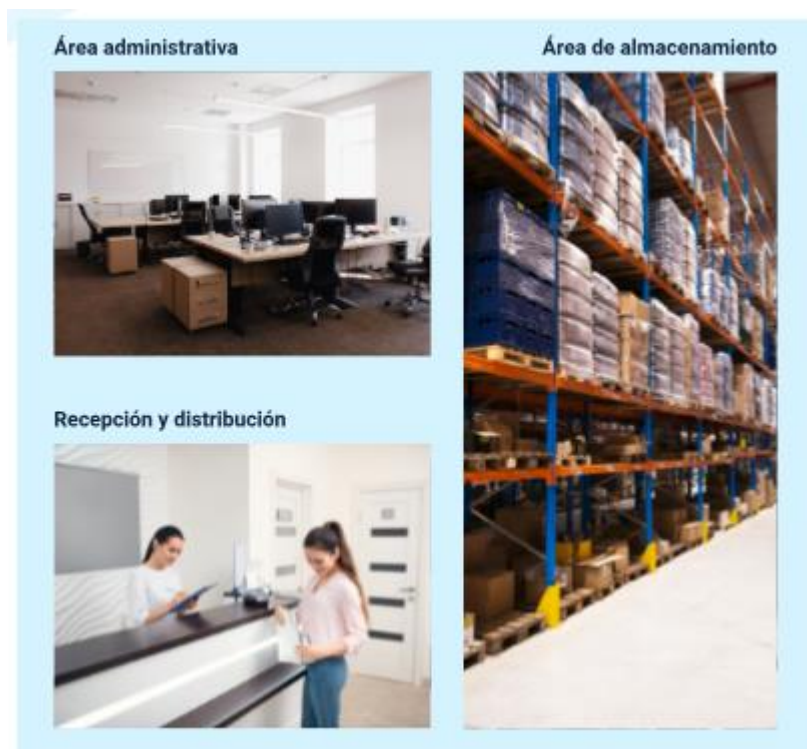 Área administrativa
Área de almacenamiento
Recepción y distribución